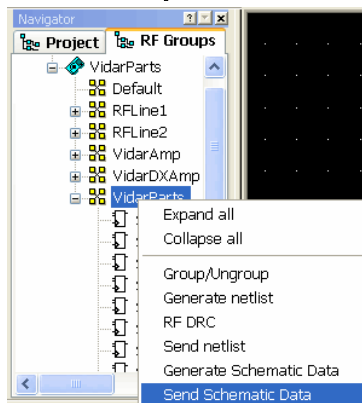 Navigator
Project RF Groups
VidarParts
Default
RFLine1
RFLine2
VidarAmp
VidarDXAmp
VidarParts
Expand all
Collapse all
Group/Ungroup
Generate netlist
RF DRC
Send netlist
Generate Schematic Data
Send Schematic Data